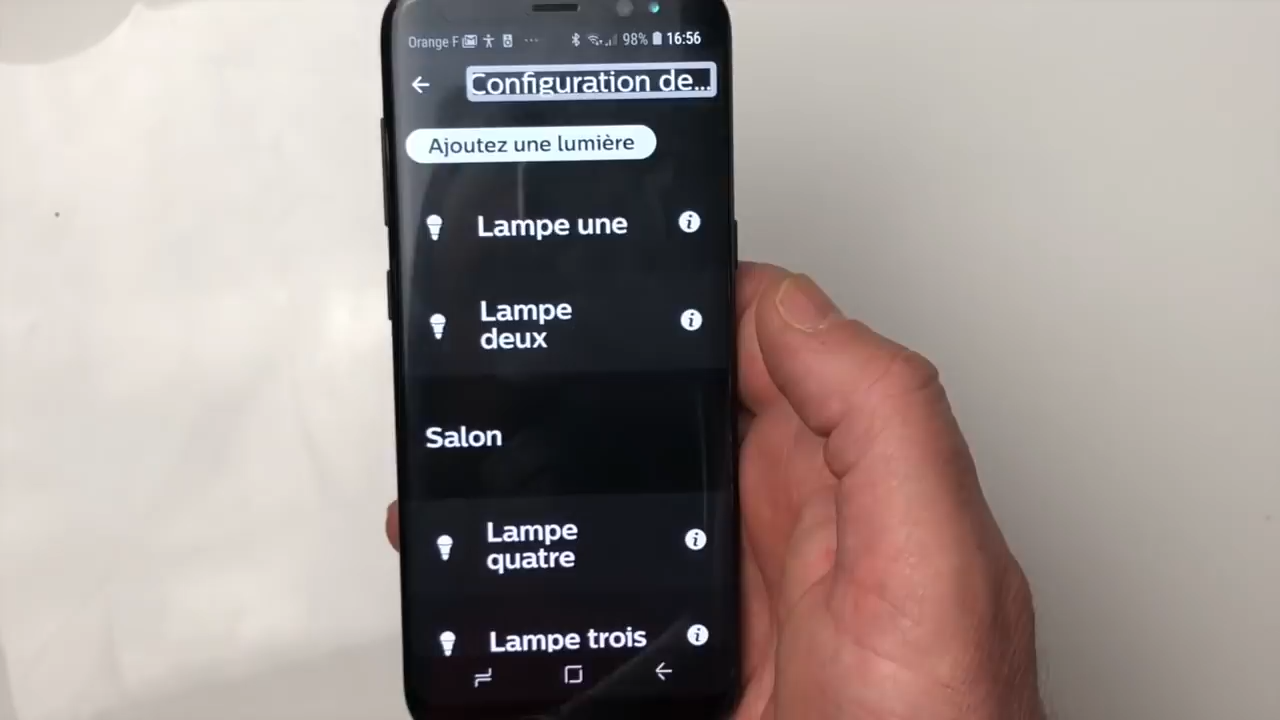 Orange F ... 98% 16:56
Configuration de...
Ajoutez une lumière
Lampe une
Lampe
deux
Salon
Lampe
quatre
Lampe trois